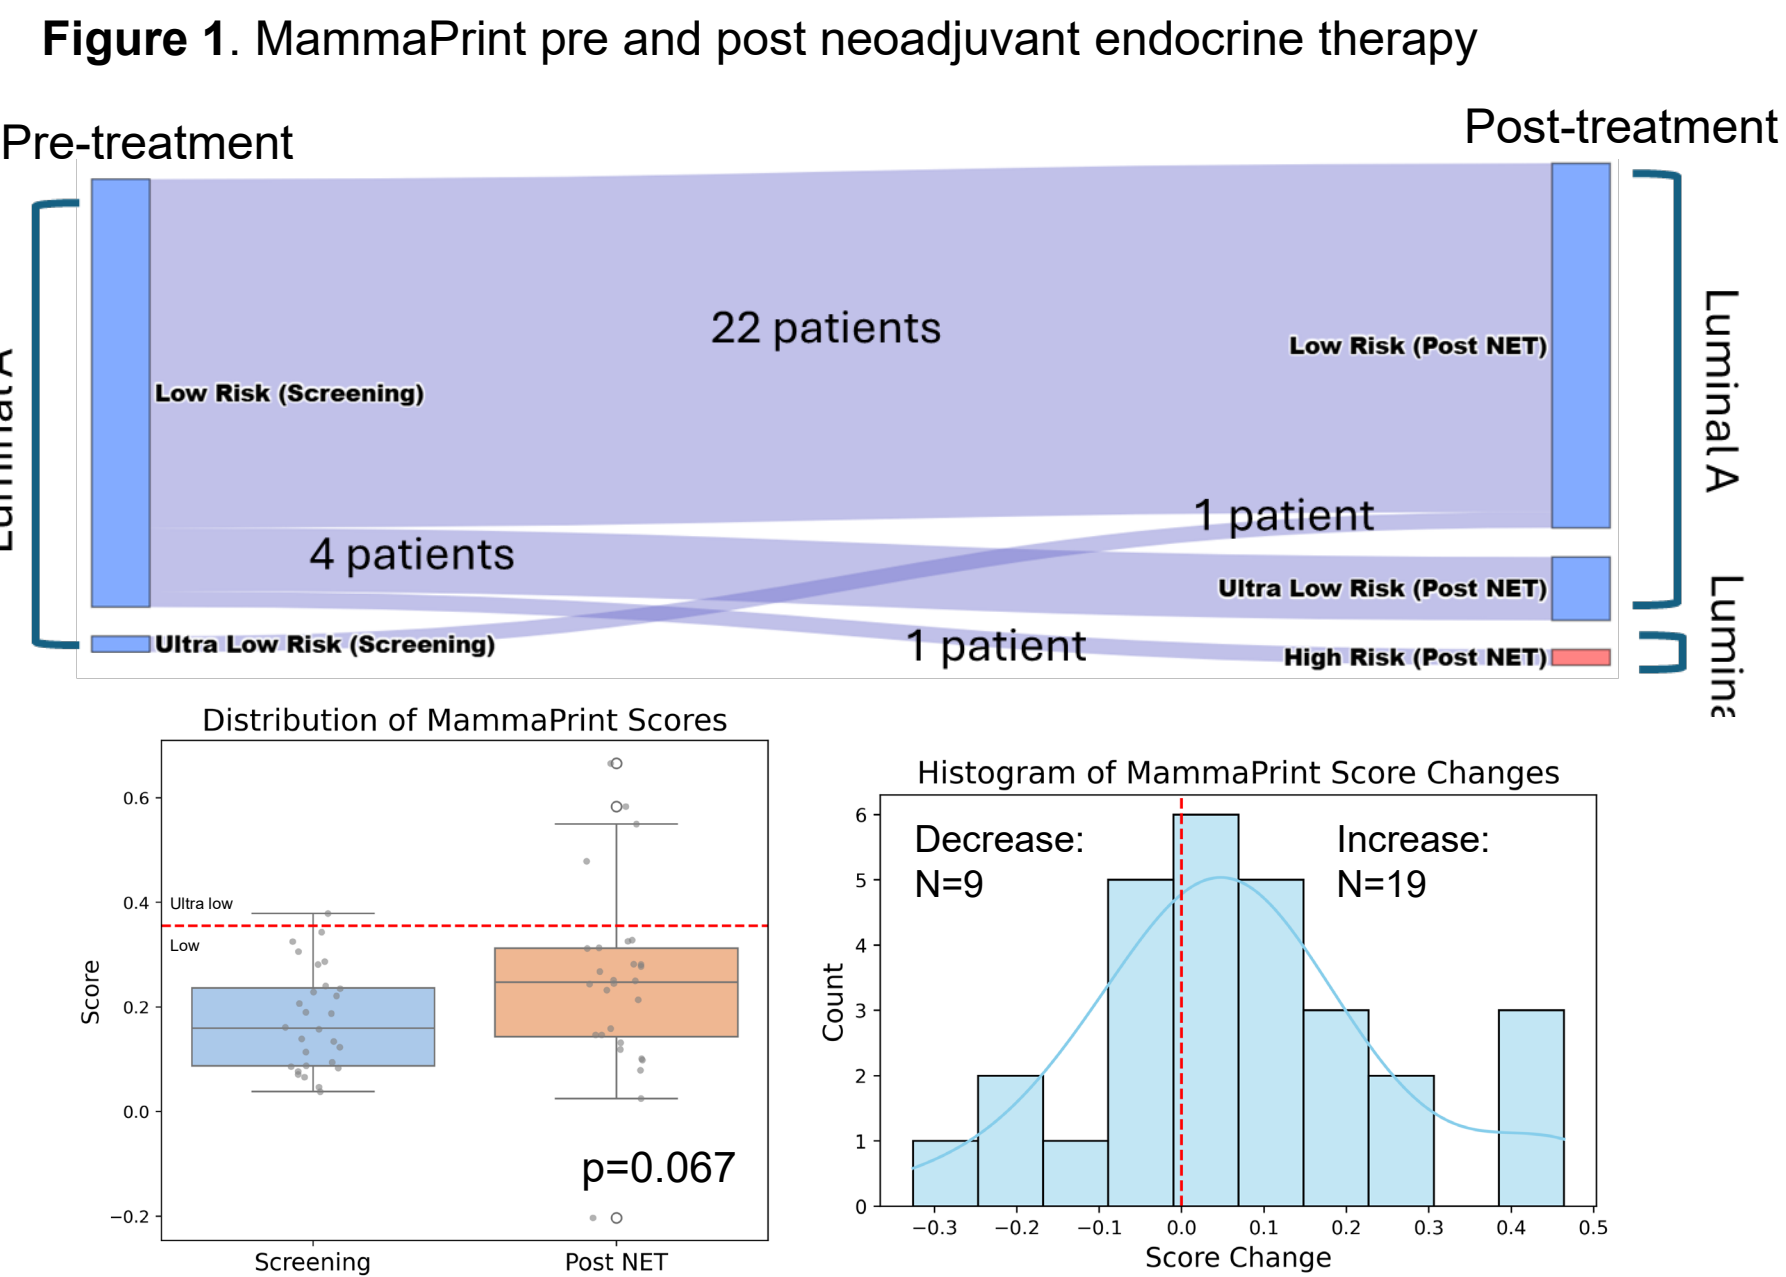 Figure 1. MammaPrint pre and post neoadjuvant endocrine therapy
Pre-treatment
Post-treatment
22 patients
Low Risk (Post NET)
Low Risk (Screening)
Luminal A
1 patient
4 patients
Ultra Low Risk (Post NET)
Ultra Low Risk (Screening)
1 patient
High Risk (Post NET)
Distribution of MammaPrint Scores
Score
0.6
0.4
0.2
0.0
−0.2
Ultra low
Low
p=0.067
Screening
Post NET
Histogram of MammaPrint Score Changes
Decrease:
N=9
Increase:
N=19
Count
6
5
4
3
2
1
0
−0.3
−0.2
−0.1
0.0
0.1
0.2
0.3
0.4
0.5
Score Change